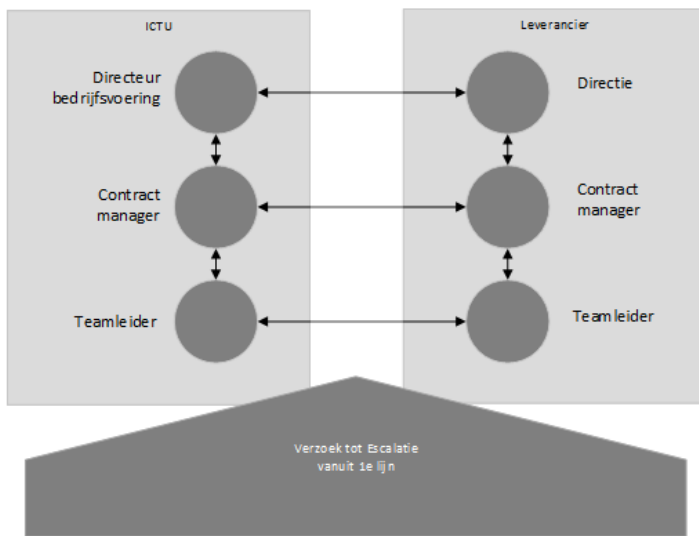 ICTU
Leverancier
Directeur
bedrijfsvoering
Directie
Contract
manager
Contract
manager
Teamleider
Teamleider
Verzoek tot Escalatie
vanuit 1e lijn